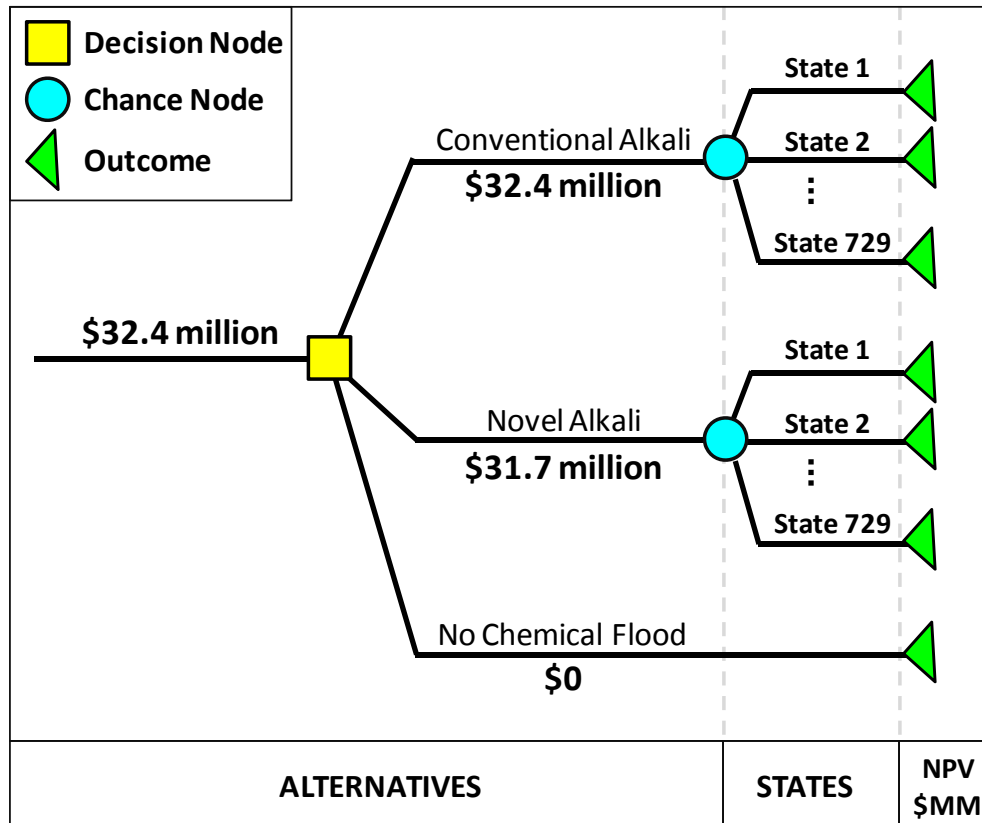 Decision Node
Chance Node
Outcome
State 1
Conventional Alkali
State 2
$32.4 million
⋮
State 729
$32.4 million
State 1
Novel Alkali
State 2
$31.7 million
⋮
State 729
No Chemical Flood
$0
ALTERNATIVES
STATES
NPV
$MM